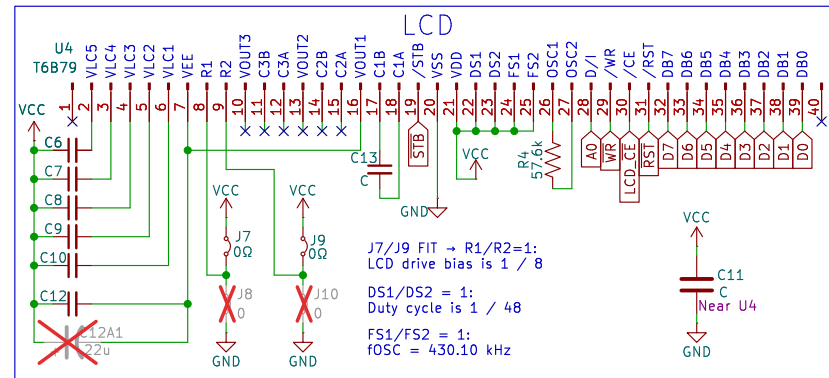 LCD
U4
T6B79
VLC5
VLC4
VLC3
VLC2
VLC1
VEE
R1
R2
VOUT3
C3B
C3A
VOUT2
C2B
C2A
VOUT1
C1B
C1A
/STB
VSS
VDD
DS1
DS2
FS1
FS2
OSC1
OSC2
D/I
/WR
/CE
/RST
DB7
DB6
DB5
DB4
DB3
DB2
DB1
DB0
1
2
3
4
5
6
7
8
9
10
11
12
13
14
15
16
17
18
19
20
21
22
23
24
25
26
27
28
29
30
31
32
33
34
35
36
37
38
39
40
VCC
C6
C7
C8
C9
C10
C12
C12A1
22u
VCC
J7
0Ω
J8
0
GND
VCC
J9
0Ω
J10
0
GND
C13
C
STB
GND
VCC
R4
57.6k
A0
WR
LCD_CE
RST
D7
D6
D5
D4
D3
D2
D1
D0
J7/J9 FIT → R1/R2=1:
LCD drive bias is 1 / 8
DS1/DS2 = 1:
Duty cycle is 1 / 48
FS1/FS2 = 1:
fOSC = 430.10 kHz
VCC
C11
C
Near U4
GND